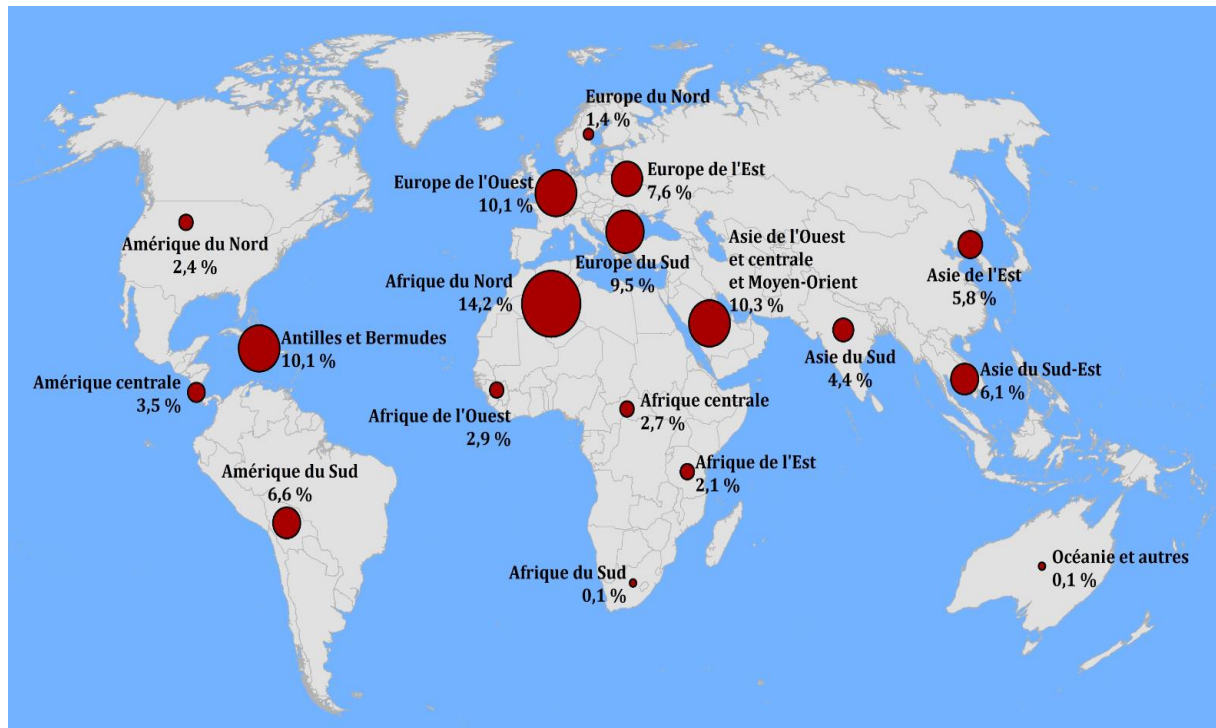 Europe du Nord
1,4 %
Europe de l'Ouest
10,1 %
Europe de l'Est
7,6 %
Amérique du Nord
2,4 %
Europe du Sud
9,5 %
Asie de l'Ouest
et centrale
et Moyen-Orient
10,3 %
Asie de l'Est
5,8 %
Afrique du Nord
14,2 %
Antilles et Bermudes
10,1 %
Asie du Sud
4,4 %
Asie du Sud-Est
6,1 %
Amérique centrale
3,5 %
Afrique de l'Ouest
2,9 %
Afrique centrale
2,7 %
Amérique du Sud
6,6 %
Afrique de l'Est
2,1 %
Afrique du Sud
0,1 %
Océanie et autres
0,1 %